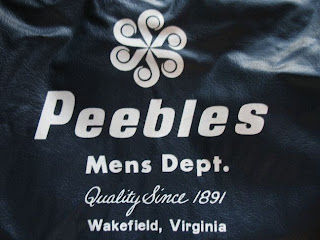 Peebles
Mens Dept.
Quality Since 1891
Wakefield, Virginia